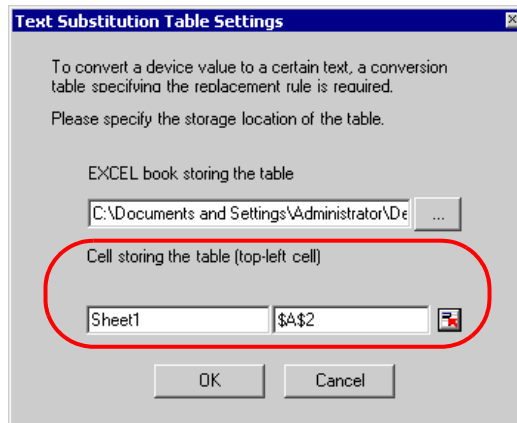 Text Substitution Table Settings
To convert a device value to a certain text, a conversion
table specifying the replacement rule is required.
Please specify the storage location of the table.
EXCEL book storing the table
C:\Documents and Settings\Administrator\De ...
Cell storing the table (top-left cell)
Sheet1 $A$2
OK Cancel